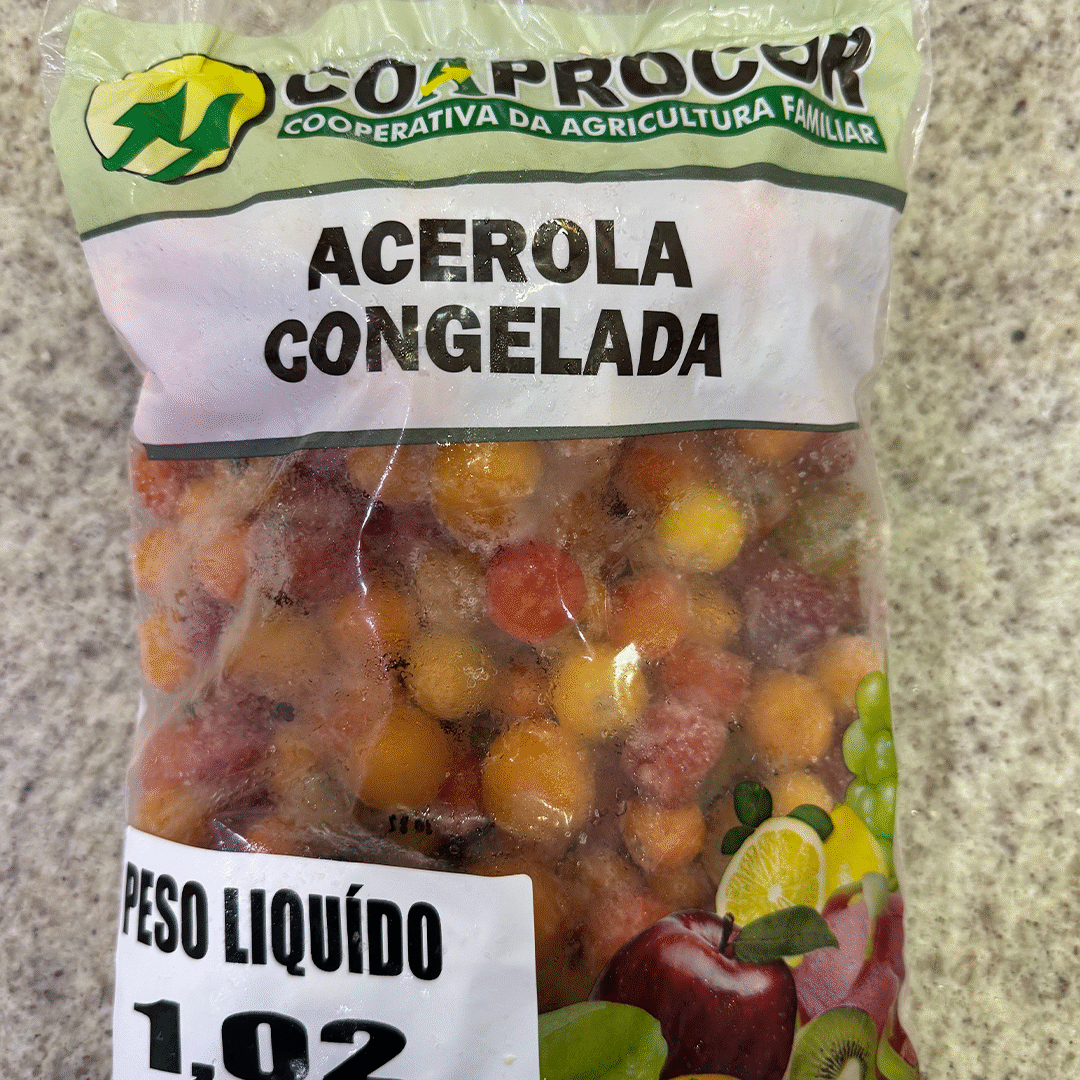 COAPROCOR
COOPERATIVA DA AGRICULTURA FAMILIAR
ACEROLA
CONGELADA
PESO LIQUÍDO
1,02